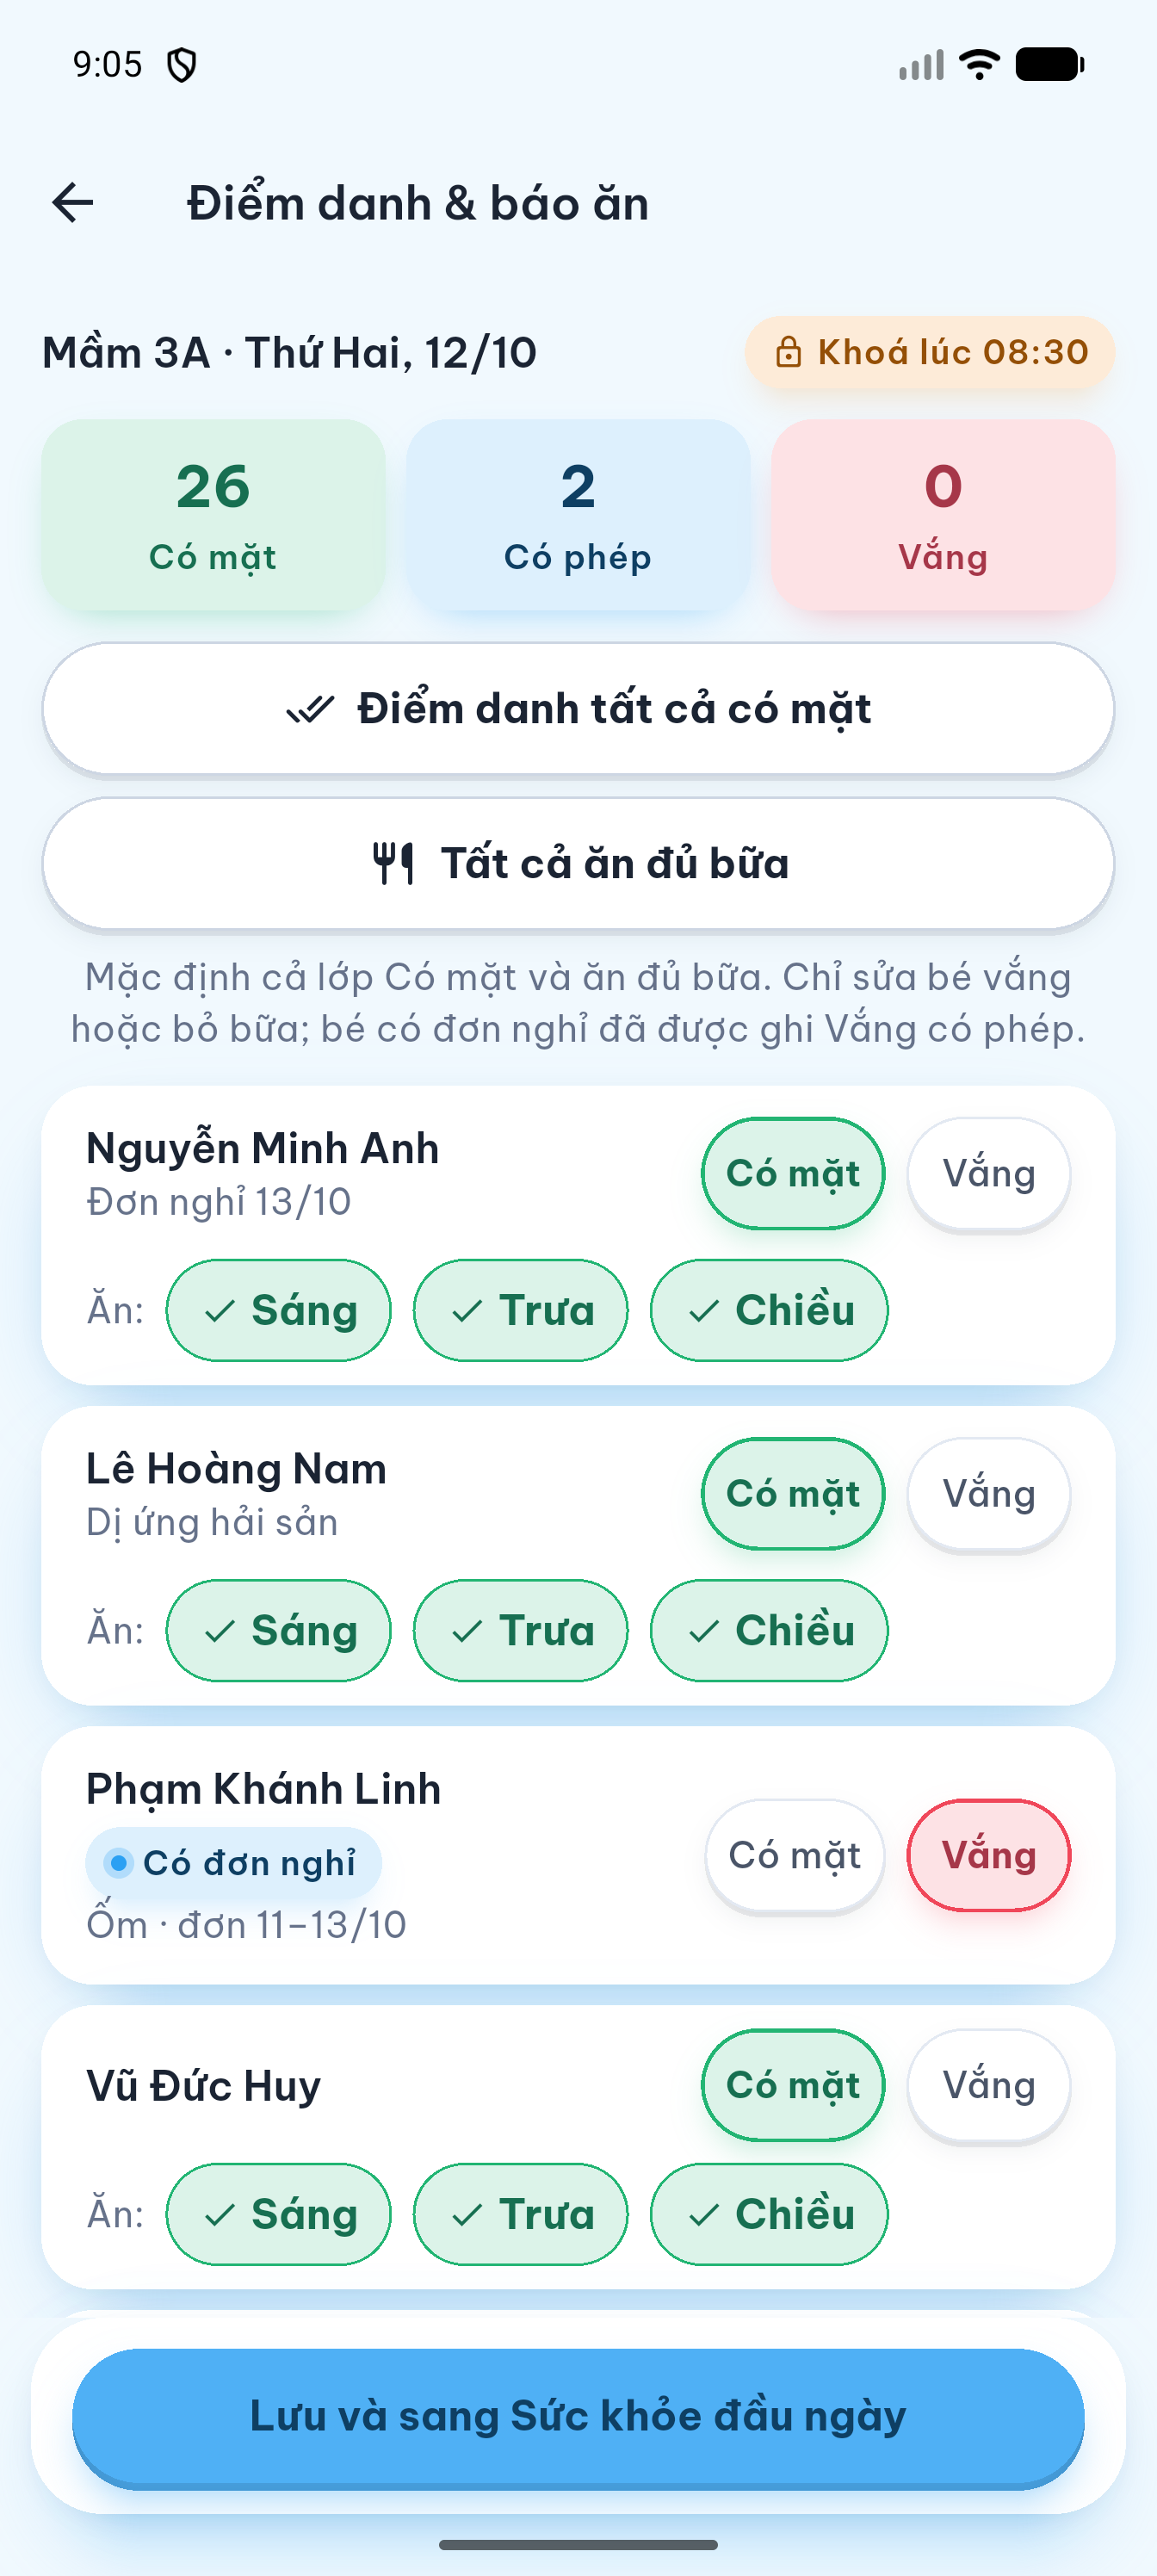 9:05
Điểm danh & báo ăn
Mầm 3A · Thứ Hai, 12/10
Khoá lúc 08:30
26
Có mặt
2
Có phép
0
Vắng
Điểm danh tất cả có mặt
Tất cả ăn đủ bữa
Mặc định cả lớp Có mặt và ăn đủ bữa. Chỉ sửa bé vắng
hoặc bỏ bữa; bé có đơn nghỉ đã được ghi Vắng có phép.
Nguyễn Minh Anh
Đơn nghỉ 13/10
Có mặt
Vắng
Ăn:
Sáng
Trưa
Chiều
Lê Hoàng Nam
Dị ứng hải sản
Có mặt
Vắng
Ăn:
Sáng
Trưa
Chiều
Phạm Khánh Linh
Có đơn nghỉ
Ốm · đơn 11–13/10
Có mặt
Vắng
Vũ Đức Huy
Có mặt
Vắng
Ăn:
Sáng
Trưa
Chiều
Lưu và sang Sức khỏe đầu ngày